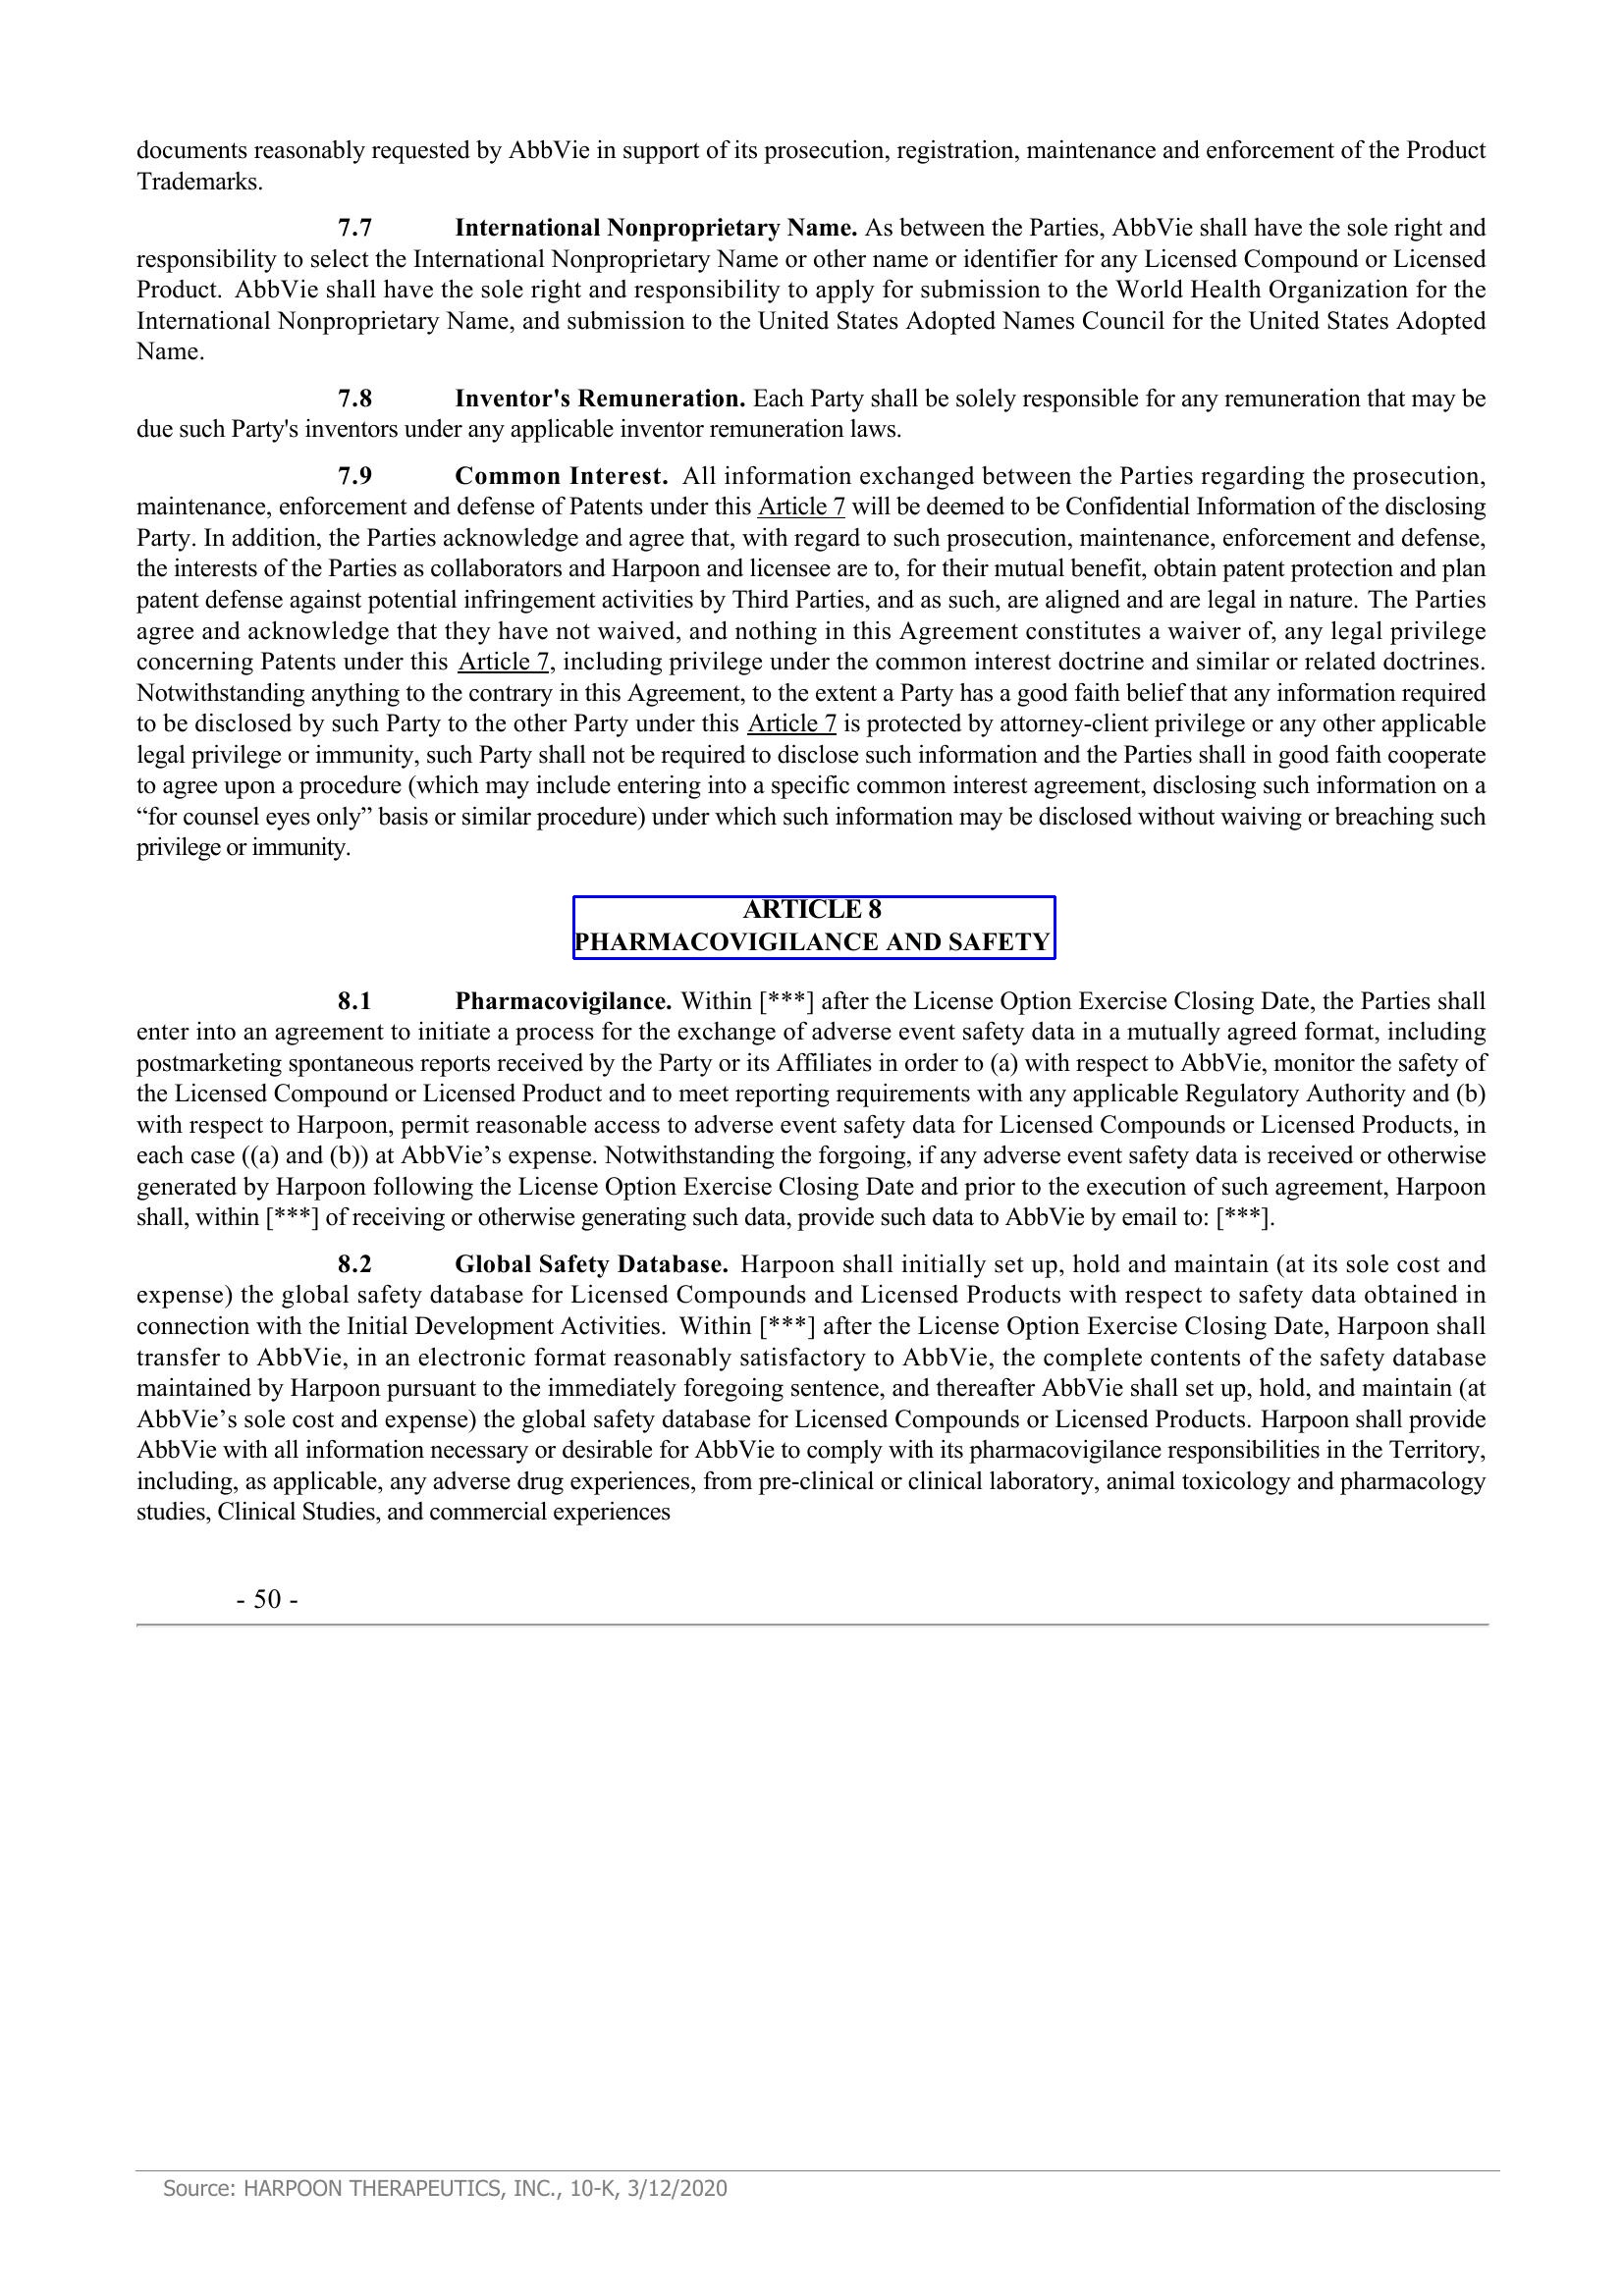 documents reasonably requested by AbbVie in support of its prosecution, registration, maintenance and enforcement of the Product
Trademarks.
7.7 International Nonproprietary Name. As between the Parties, AbbVie shall have the sole right and
responsibility to select the International Nonproprietary Name or other name or identifier for any Licensed Compound or Licensed
Product. AbbVie shall have the sole right and responsibility to apply for submission to the World Health Organization for the
International Nonproprietary Name, and submission to the United States Adopted Names Council for the United States Adopted
Name.
7.8 Inventor's Remuneration. Each Party shall be solely responsible for any remuneration that may be
due such Party's inventors under any applicable inventor remuneration laws.
7.9 Common Interest. All information exchanged between the Parties regarding the prosecution,
maintenance, enforcement and defense of Patents under this Article 7 will be deemed to be Confidential Information of the disclosing
Party. In addition, the Parties acknowledge and agree that, with regard to such prosecution, maintenance, enforcement and defense,
the interests of the Parties as collaborators and Harpoon and licensee are to, for their mutual benefit, obtain patent protection and plan
patent defense against potential infringement activities by Third Parties, and as such, are aligned and are legal in nature. The Parties
agree and acknowledge that they have not waived, and nothing in this Agreement constitutes a waiver of, any legal privilege
concerning Patents under this Article 7, including privilege under the common interest doctrine and similar or related doctrines.
Notwithstanding anything to the contrary in this Agreement, to the extent a Party has a good faith belief that any information required
to be disclosed by such Party to the other Party under this Article 7 is protected by attorney-client privilege or any other applicable
legal privilege or immunity, such Party shall not be required to disclose such information and the Parties shall in good faith cooperate
to agree upon a procedure (which may include entering into a specific common interest agreement, disclosing such information on a
“for counsel eyes only” basis or similar procedure) under which such information may be disclosed without waiving or breaching such
privilege or immunity.
ARTICLE 8
PHARMACOVIGILANCE AND SAFETY
8.1 Pharmacovigilance. Within [***] after the License Option Exercise Closing Date, the Parties shall
enter into an agreement to initiate a process for the exchange of adverse event safety data in a mutually agreed format, including
postmarketing spontaneous reports received by the Party or its Affiliates in order to (a) with respect to AbbVie, monitor the safety of
the Licensed Compound or Licensed Product and to meet reporting requirements with any applicable Regulatory Authority and (b)
with respect to Harpoon, permit reasonable access to adverse event safety data for Licensed Compounds or Licensed Products, in
each case ((a) and (b)) at AbbVie’s expense. Notwithstanding the forgoing, if any adverse event safety data is received or otherwise
generated by Harpoon following the License Option Exercise Closing Date and prior to the execution of such agreement, Harpoon
shall, within [***] of receiving or otherwise generating such data, provide such data to AbbVie by email to: [***].
8.2 Global Safety Database. Harpoon shall initially set up, hold and maintain (at its sole cost and
expense) the global safety database for Licensed Compounds and Licensed Products with respect to safety data obtained in
connection with the Initial Development Activities. Within [***] after the License Option Exercise Closing Date, Harpoon shall
transfer to AbbVie, in an electronic format reasonably satisfactory to AbbVie, the complete contents of the safety database
maintained by Harpoon pursuant to the immediately foregoing sentence, and thereafter AbbVie shall set up, hold, and maintain (at
AbbVie’s sole cost and expense) the global safety database for Licensed Compounds or Licensed Products. Harpoon shall provide
AbbVie with all information necessary or desirable for AbbVie to comply with its pharmacovigilance responsibilities in the Territory,
including, as applicable, any adverse drug experiences, from pre-clinical or clinical laboratory, animal toxicology and pharmacology
studies, Clinical Studies, and commercial experiences
- 50 -
Source: HARPOON THERAPEUTICS, INC., 10-K, 3/12/2020